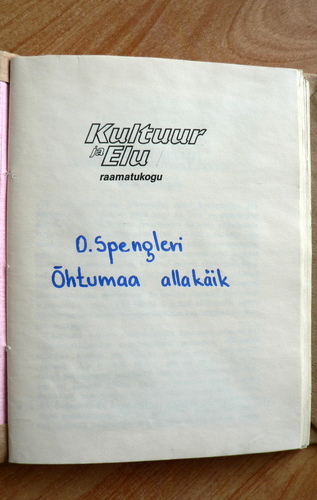 Kultuur
ja Elu
raamatukogu
O. Spengleri
Õhtumaa allakäik